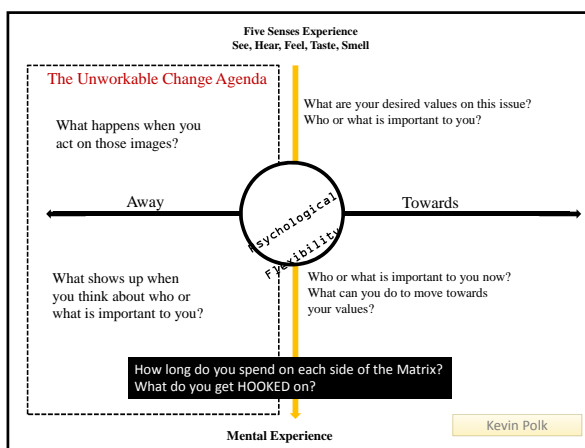 Five Senses Experience
See, Hear, Feel, Taste, Smell
The Unworkable Change Agenda
What happens when you
act on those images?
What are your desired values on this issue?
Who or what is important to you?
Away
Towards
Psychological
Flexibility
What shows up when
you think about who or
what is important to you?
Who or what is important to you now?
What can you do to move towards
your values?
How long do you spend on each side of the Matrix?
What do you get HOOKED on?
Kevin Polk
Mental Experience